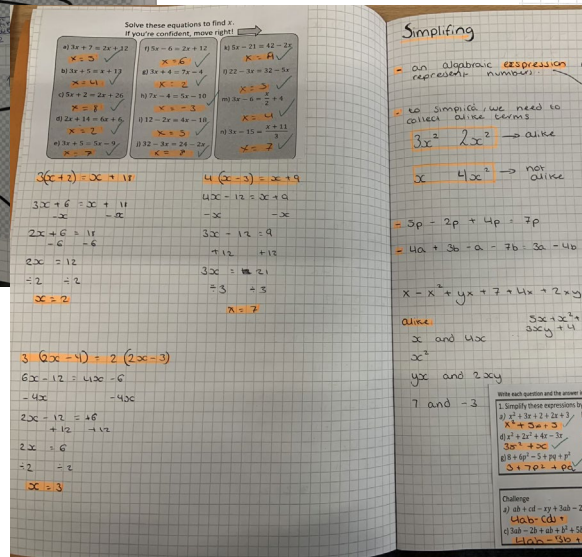 Solve these equations to find x.
If you're confident, move right!
a) 3x + 7 = 2x + 12
x = 5
b) 3x + 5 = x + 13
x = 4
c) 5x + 2 = 2x + 26
x = 8
d) 2x + 14 = 6x + 6
x = 2
e) 3x + 5 = 5x - 9
x = 7
f) 5x - 6 = 2x + 12
x = 6
g) 3x + 4 = 7x - 4
x = 2
h) 7x - 4 = 5x - 10
x = -3
i) 12 - 2x = 4x - 18
x = 5
j) 32 - 3x = 24 - 2x
k) 5x - 21 = 42 - 2x
l) 22 - 3x = 32 - 5x
x = 5
m) 3x - 6 = x/2 + 4
x = 4
n) 3x - 15 = x + 11/3
x = 7
3(x+2) = x + 18
3x + 6 = x + 18
-x -x
2x + 6 = 18
-6 -6
2x = 12
÷2 ÷2
x = 2
4(x-3) = x + 9
4x - 12 = x + 9
-x -x
3x - 12 = 9
+12 +12
3x = 21
÷3 ÷3
x = 7
3(2x-4) = 2(2x-3)
6x - 12 = 4x - 6
-4x -4x
2x - 12 = +6
+12 +12
2x = 6
÷2 ÷2
x = 3
Simplifing
- an algabraic expression
represents numbers.
- to simplifie, we need to
collect alike terms
3x² 2x² → alike
x 4x² → not
alike
- 5p - 2p + 4p = 7p
- 4a + 3b - a - 7b = 3a - 4b
x - x² + yx + 7 + 4x + 2xy
alike:
5x + x² +
3xy + 4
x and 4x
x²
yx and 2xy
7 and -3
Write each question and the answer
1. Simplify these expressions by
a) x² + 3x + 2 + 2x + 3
x² + 5x + 5
d) x² + 2x² + 4x - 3x
3x² + x
g) 8 + 6p² - 5 + pq + p²
3 + 7p² + pq
Challenge
a) ab + cd - xy + 3ab - 2
4ab - cd +
c) 3ab - 2b + ab + b² + 5
4ab - 3b +